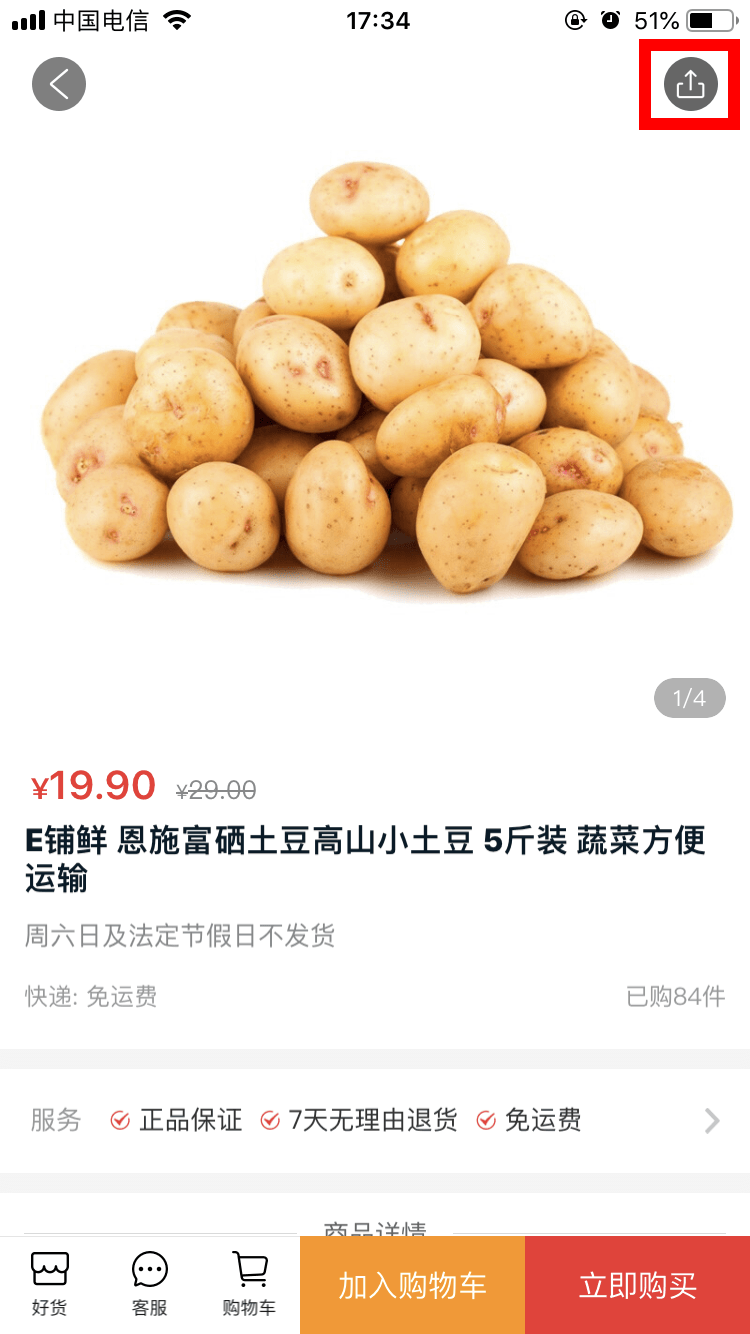 中国电信 17:34 51%
1/4
¥19.90 ¥29.00
E铺鲜 恩施富硒土豆高山小土豆 5斤装 蔬菜方便
运输
周六日及法定节假日不发货
快递: 免运费 已购84件
服务 正品保证 7天无理由退货 免运费
商品详情
好货 客服 购物车 加入购物车 立即购买